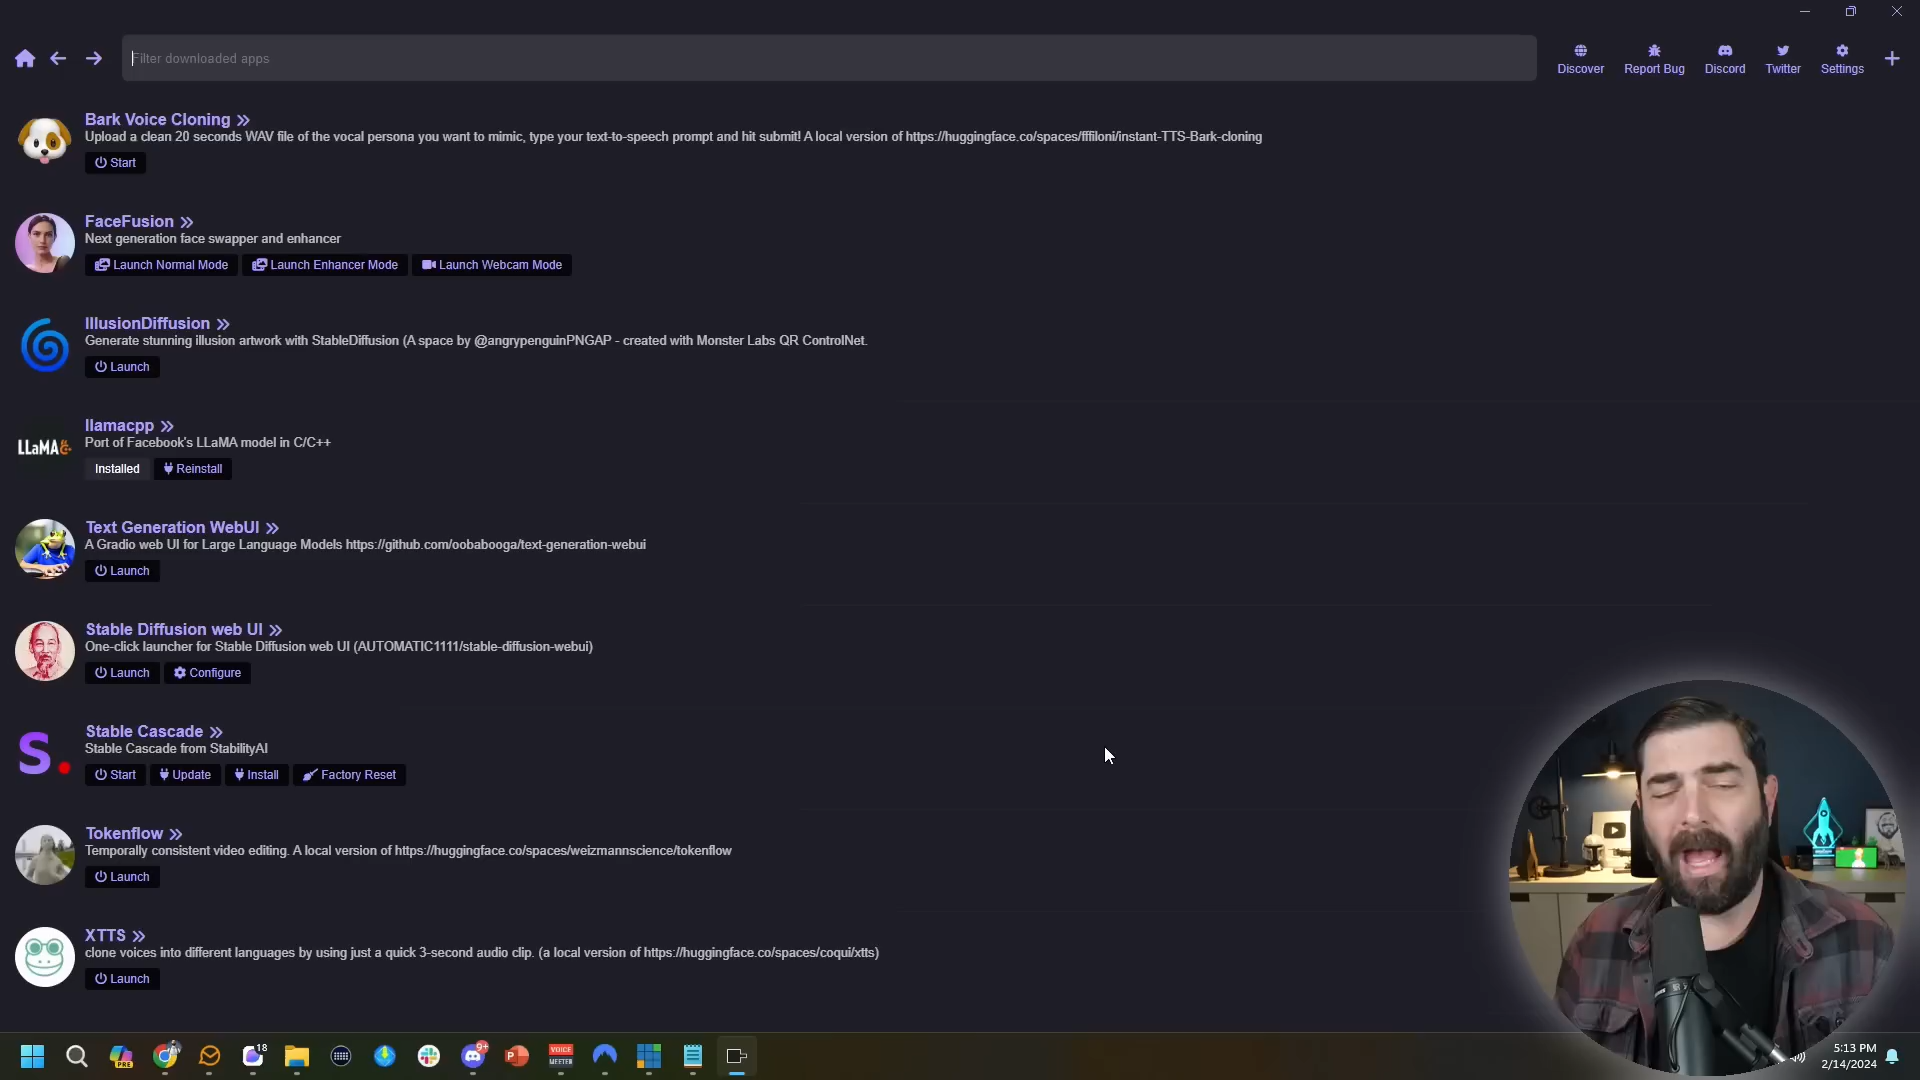 Filter downloaded apps
Discover
Report Bug
Discord
Twitter
Settings
Bark Voice Cloning
Upload a clean 20 seconds WAV file of the vocal persona you want to mimic, type your text-to-speech prompt and hit submit! A local version of https://huggingface.co/spaces/fffiloni/instant-TTS-Bark-cloning
Start
FaceFusion
Next generation face swapper and enhancer
Launch Normal Mode
Launch Enhancer Mode
Launch Webcam Mode
IllusionDiffusion
Generate stunning illusion artwork with StableDiffusion (A space by @angrypenguinPNGAP - created with Monster Labs QR ControlNet.
Launch
LLaMA
llamacpp
Port of Facebook's LLaMA model in C/C++
Installed
Reinstall
Text Generation WebUI
A Gradio web UI for Large Language Models https://github.com/oobabooga/text-generation-webui
Launch
Stable Diffusion web UI
One-click launcher for Stable Diffusion web UI (AUTOMATIC1111/stable-diffusion-webui)
Launch
Configure
S.
Stable Cascade
Stable Cascade from StabilityAI
Start
Update
Install
Factory Reset
Tokenflow
Temporally consistent video editing. A local version of https://huggingface.co/spaces/weizmannscience/tokenflow
Launch
XTTS
clone voices into different languages by using just a quick 3-second audio clip. (a local version of https://huggingface.co/spaces/coqui/xtts)
Launch
PRE
18
9+
P
VOICE
MEETER
5:13 PM
2/14/2024